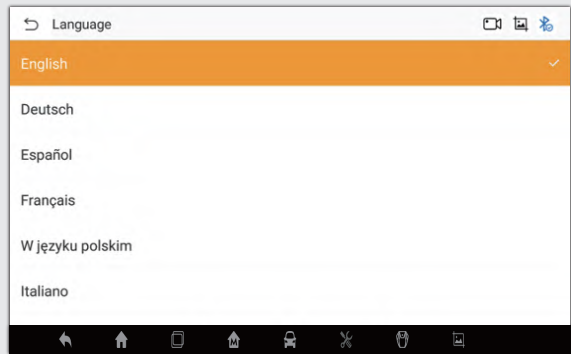 Language
English
Deutsch
Español
Français
W języku polskim
Italiano
M